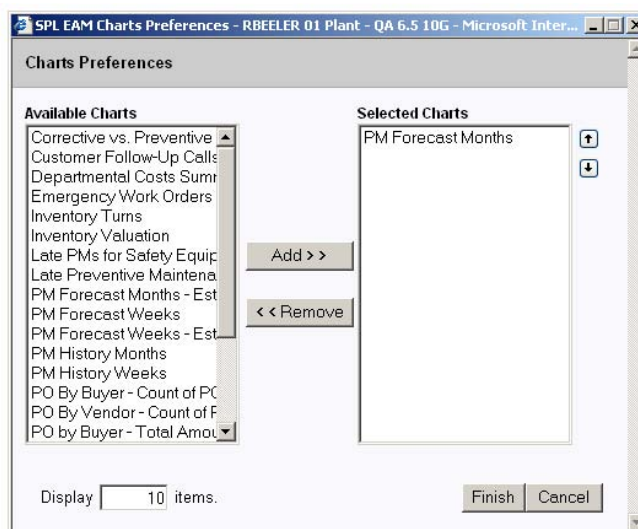 SPL EAM Charts Preferences - RBEELER 01 Plant - QA 6.5 10G - Microsoft Inter...
Charts Preferences
Available Charts
Corrective vs. Preventive
Customer Follow-Up Calls
Departmental Costs Sum
Emergency Work Orders
Inventory Turns
Inventory Valuation
Late PMs for Safety Equip
Late Preventive Maintena
PM Forecast Months - Est
PM Forecast Weeks
PM Forecast Weeks - Est
PM History Months
PM History Weeks
PO By Buyer - Count of PO
PO By Vendor - Count of P
PO by Buyer - Total Amou
Add >>
<< Remove
Selected Charts
PM Forecast Months
Display 10 items.
Finish Cancel